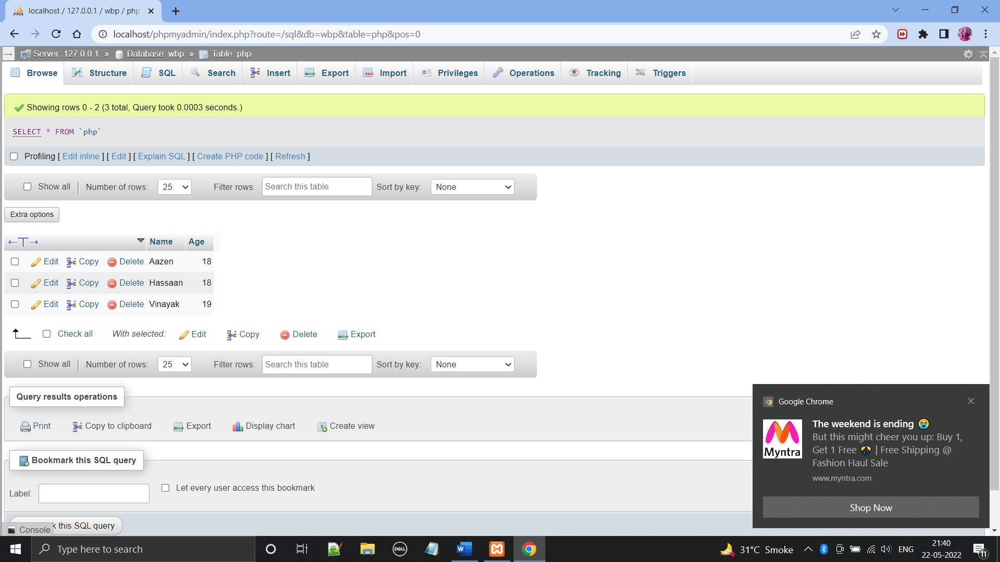 localhost / 127.0.0.1 / wbp / php
localhost/phpmyadmin/index.php?route=/sql&db=wbp&table=php&pos=0
Server: 127.0.0.1 » Database: wbp » Table: php
Browse Structure SQL Search Insert Export Import Privileges Operations Tracking Triggers
Showing rows 0 - 2 (3 total, Query took 0.0003 seconds.)
SELECT * FROM `php`
Profiling [ Edit inline ] [ Edit ] [ Explain SQL ] [ Create PHP code ] [ Refresh ]
Show all | Number of rows: 25 Filter rows: Search this table Sort by key: None
Extra options
←T→ Name Age
Edit Copy Delete Aazen 18
Edit Copy Delete Hassaan 18
Edit Copy Delete Vinayak 19
Check all With selected: Edit Copy Delete Export
Show all | Number of rows: 25 Filter rows: Search this table Sort by key: None
Query results operations
Print Copy to clipboard Export Display chart Create view
Bookmark this SQL query
Label: Let every user access this bookmark
k this SQL query
Console
Google Chrome
The weekend is ending 😭
But this might cheer you up: Buy 1,
Get 1 Free | Free Shipping @
Fashion Haul Sale
www.myntra.com
Myntra
Shop Now
Type here to search
DELL
31°C Smoke
ENG
21:40
22-05-2022
11